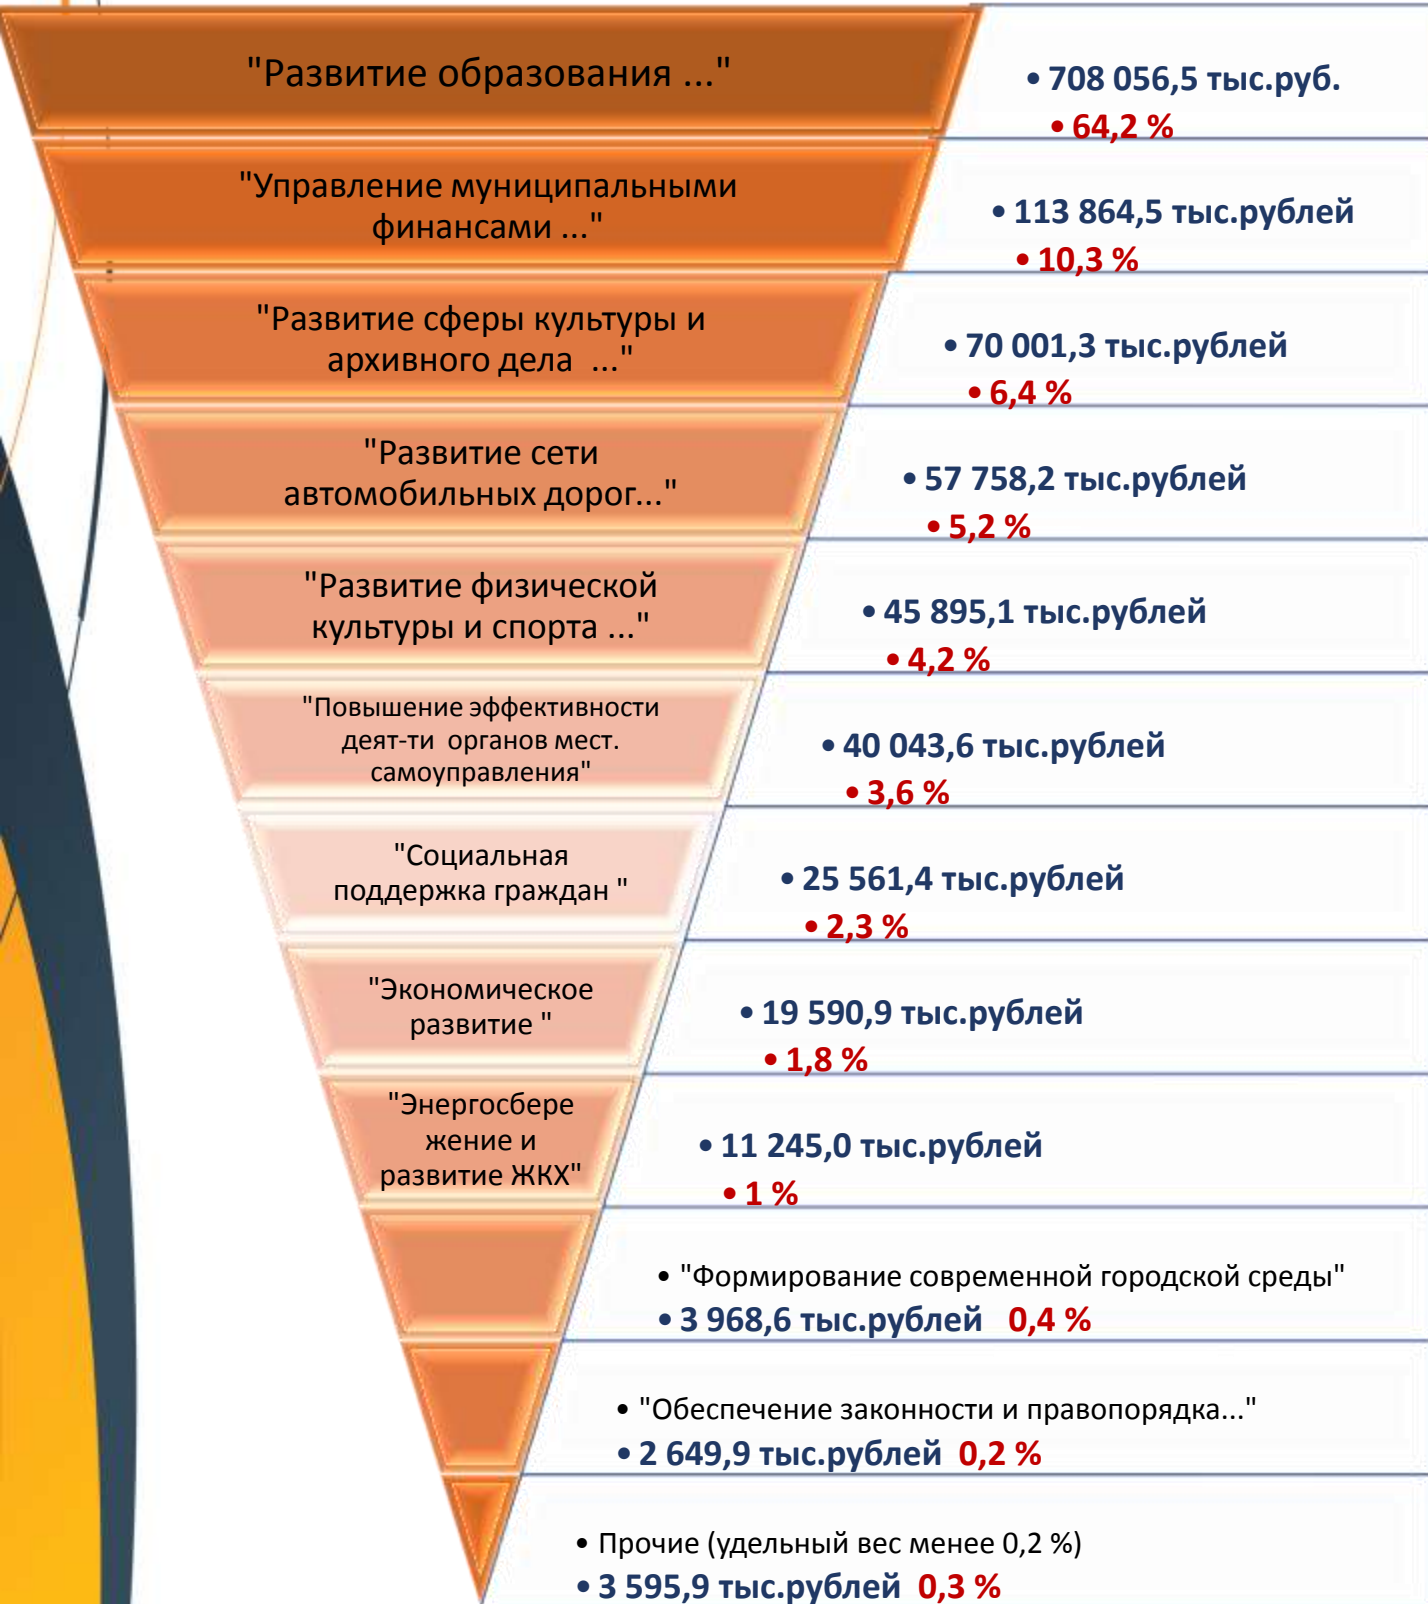 "Развитие образования ..."
• 708 056,5 тыс.руб.
• 64,2 %
"Управление муниципальными
финансами ..."
• 113 864,5 тыс.рублей
• 10,3 %
"Развитие сферы культуры и
архивного дела ..."
• 70 001,3 тыс.рублей
• 6,4 %
"Развитие сети
автомобильных дорог..."
• 57 758,2 тыс.рублей
• 5,2 %
"Развитие физической
культуры и спорта ..."
• 45 895,1 тыс.рублей
• 4,2 %
"Повышение эффективности
деят-ти органов мест.
самоуправления"
• 40 043,6 тыс.рублей
• 3,6 %
"Социальная
поддержка граждан "
• 25 561,4 тыс.рублей
• 2,3 %
"Экономическое
развитие "
• 19 590,9 тыс.рублей
• 1,8 %
"Энергосбере
жение и
развитие ЖКХ"
• 11 245,0 тыс.рублей
• 1 %
• "Формирование современной городской среды"
• 3 968,6 тыс.рублей 0,4 %
• "Обеспечение законности и правопорядка..."
• 2 649,9 тыс.рублей 0,2 %
• Прочие (удельный вес менее 0,2 %)
• 3 595,9 тыс.рублей 0,3 %